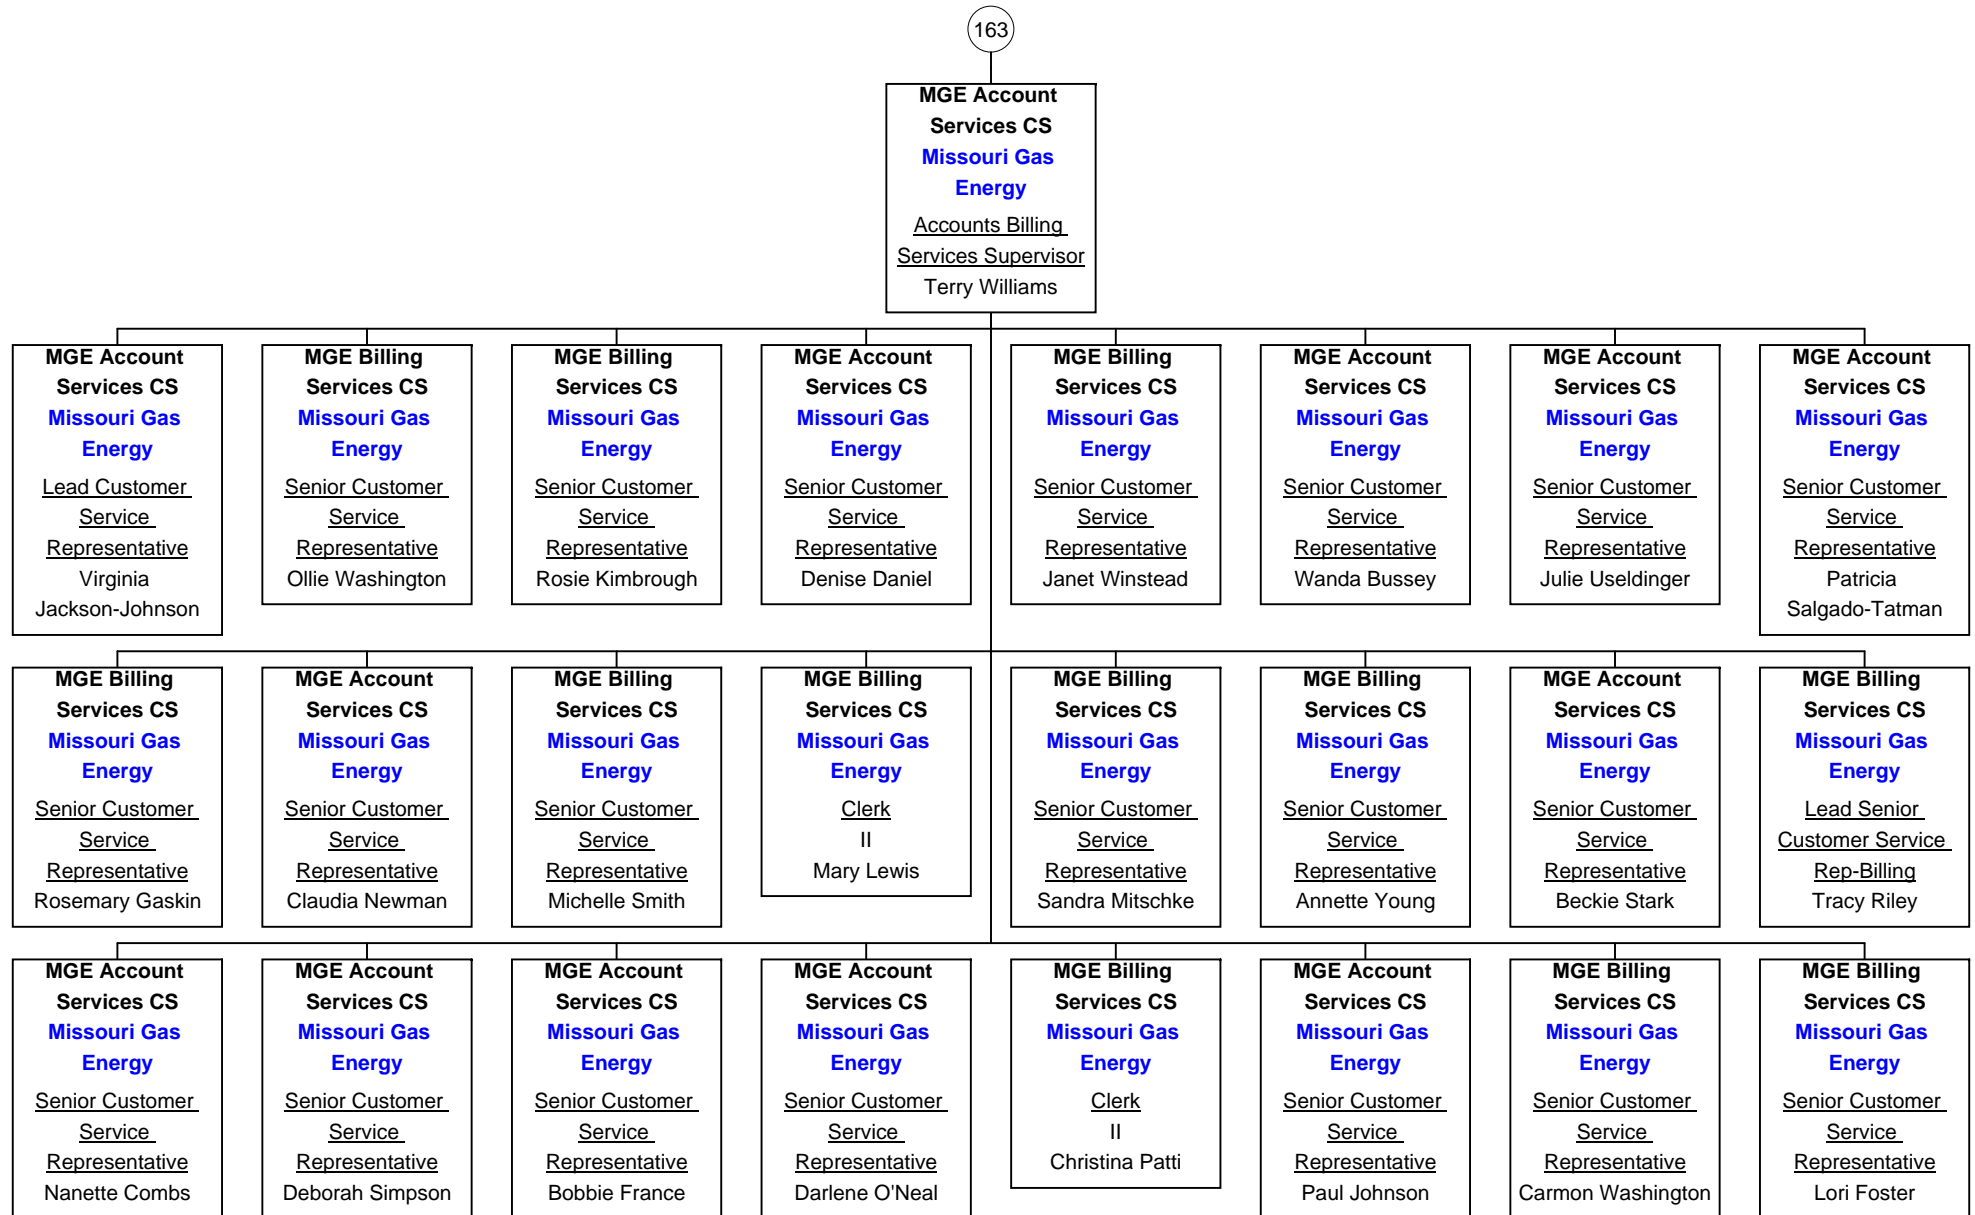 163
MGE Account
Services CS
Missouri Gas
Energy
Accounts Billing
Services Supervisor
Terry Williams
MGE Account
Services CS
Missouri Gas
Energy
Lead Customer
Service
Representative
Virginia
Jackson-Johnson
MGE Billing
Services CS
Missouri Gas
Energy
Senior Customer
Service
Representative
Ollie Washington
MGE Billing
Services CS
Missouri Gas
Energy
Senior Customer
Service
Representative
Rosie Kimbrough
MGE Account
Services CS
Missouri Gas
Energy
Senior Customer
Service
Representative
Denise Daniel
MGE Billing
Services CS
Missouri Gas
Energy
Senior Customer
Service
Representative
Janet Winstead
MGE Account
Services CS
Missouri Gas
Energy
Senior Customer
Service
Representative
Wanda Bussey
MGE Account
Services CS
Missouri Gas
Energy
Senior Customer
Service
Representative
Julie Useldinger
MGE Account
Services CS
Missouri Gas
Energy
Senior Customer
Service
Representative
Patricia
Salgado-Tatman
MGE Billing
Services CS
Missouri Gas
Energy
Senior Customer
Service
Representative
Rosemary Gaskin
MGE Account
Services CS
Missouri Gas
Energy
Senior Customer
Service
Representative
Claudia Newman
MGE Billing
Services CS
Missouri Gas
Energy
Senior Customer
Service
Representative
Michelle Smith
MGE Billing
Services CS
Missouri Gas
Energy
Clerk
II
Mary Lewis
MGE Billing
Services CS
Missouri Gas
Energy
Senior Customer
Service
Representative
Sandra Mitschke
MGE Billing
Services CS
Missouri Gas
Energy
Senior Customer
Service
Representative
Annette Young
MGE Account
Services CS
Missouri Gas
Energy
Senior Customer
Service
Representative
Beckie Stark
MGE Billing
Services CS
Missouri Gas
Energy
Lead Senior
Customer Service
Rep-Billing
Tracy Riley
MGE Account
Services CS
Missouri Gas
Energy
Senior Customer
Service
Representative
Nanette Combs
MGE Account
Services CS
Missouri Gas
Energy
Senior Customer
Service
Representative
Deborah Simpson
MGE Account
Services CS
Missouri Gas
Energy
Senior Customer
Service
Representative
Bobbie France
MGE Account
Services CS
Missouri Gas
Energy
Senior Customer
Service
Representative
Darlene O'Neal
MGE Billing
Services CS
Missouri Gas
Energy
Clerk
II
Christina Patti
MGE Account
Services CS
Missouri Gas
Energy
Senior Customer
Service
Representative
Paul Johnson
MGE Billing
Services CS
Missouri Gas
Energy
Senior Customer
Service
Representative
Carmon Washington
MGE Billing
Services CS
Missouri Gas
Energy
Senior Customer
Service
Representative
Lori Foster